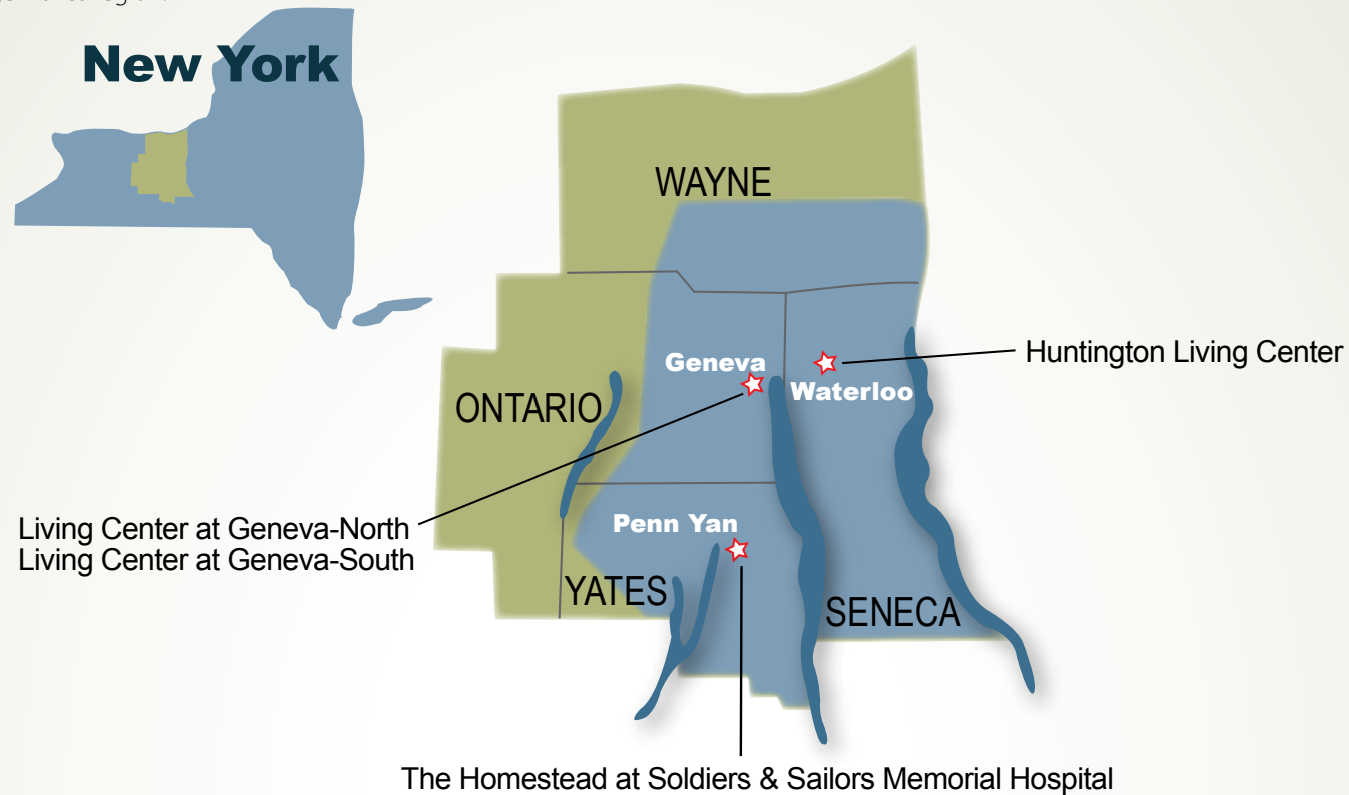 New York
WAYNE
Geneva
Huntington Living Center
Waterloo
ONTARIO
Living Center at Geneva-North
Living Center at Geneva-South
Penn Yan
YATES
SENECA
The Homestead at Soldiers & Sailors Memorial Hospital